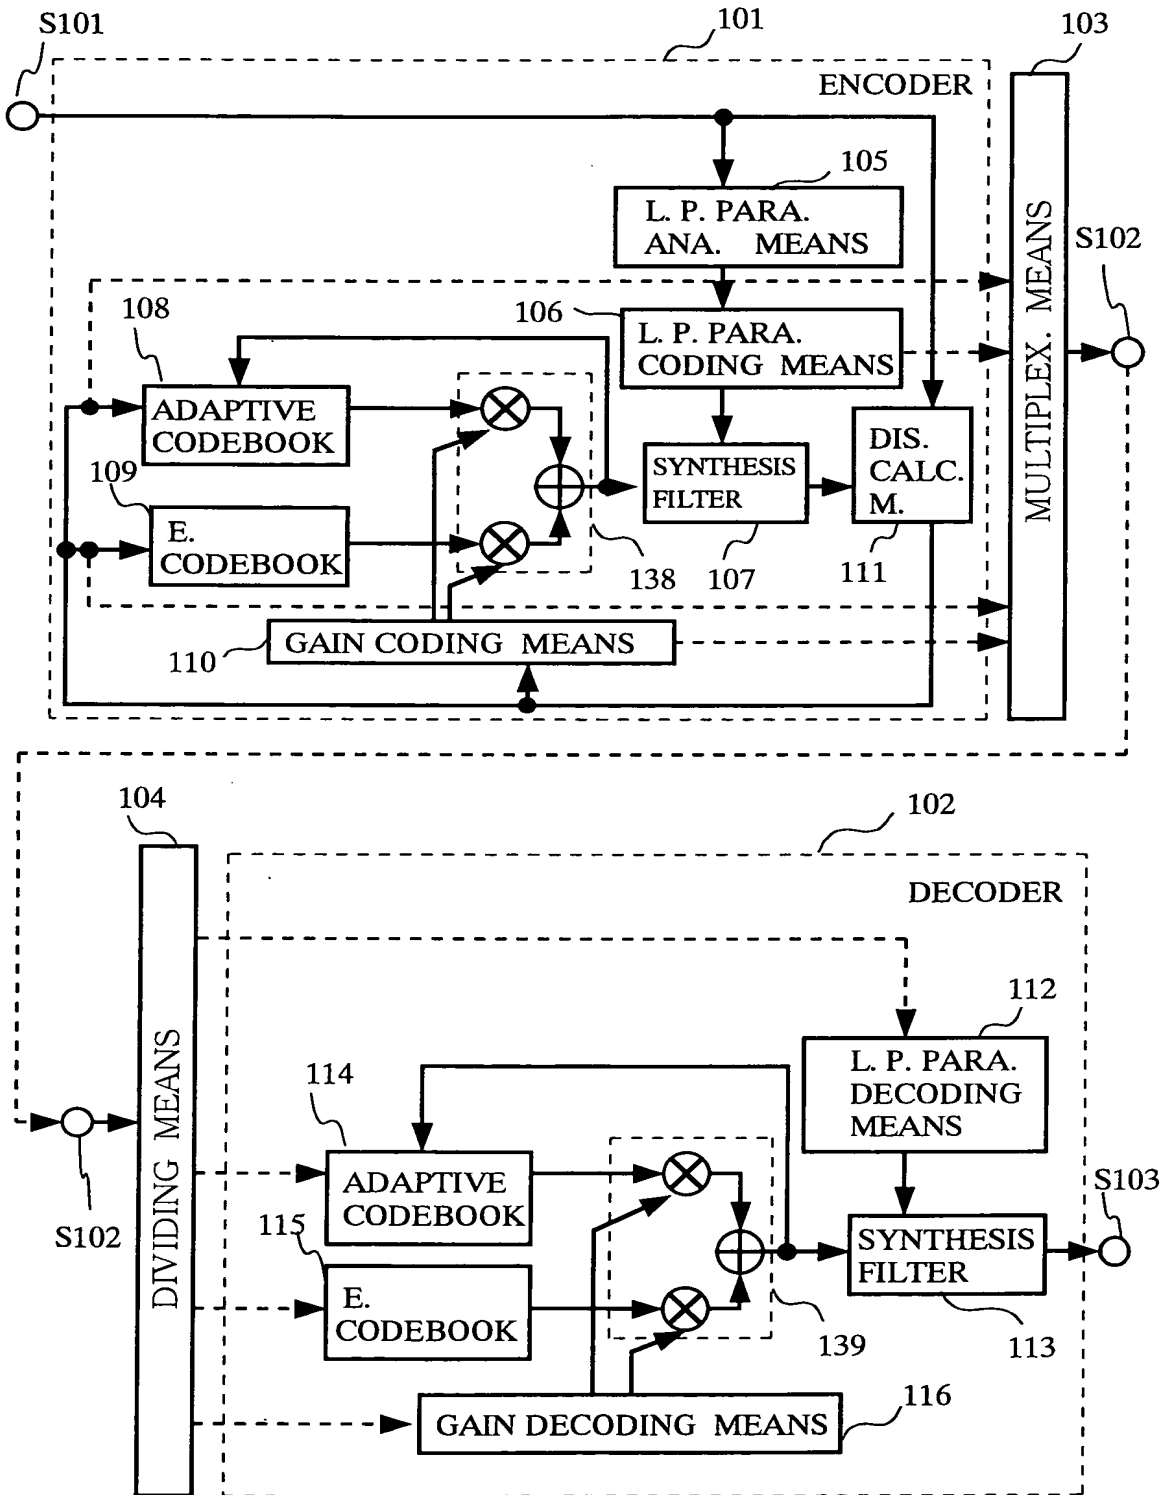 S101
101
103
ENCODER
105
L. P. PARA.
ANA. MEANS
S102
MULTIPLEX. MEANS
108
106
L. P. PARA.
CODING MEANS
ADAPTIVE
CODEBOOK
DIS.
CALC.
M.
SYNTHESIS
FILTER
109
E.
CODEBOOK
138
107
111
110
GAIN CODING MEANS
104
102
DECODER
112
L. P. PARA.
DECODING
MEANS
114
DIVIDING MEANS
ADAPTIVE
CODEBOOK
S103
S102
115
SYNTHESIS
FILTER
E.
CODEBOOK
139
113
116
GAIN DECODING MEANS